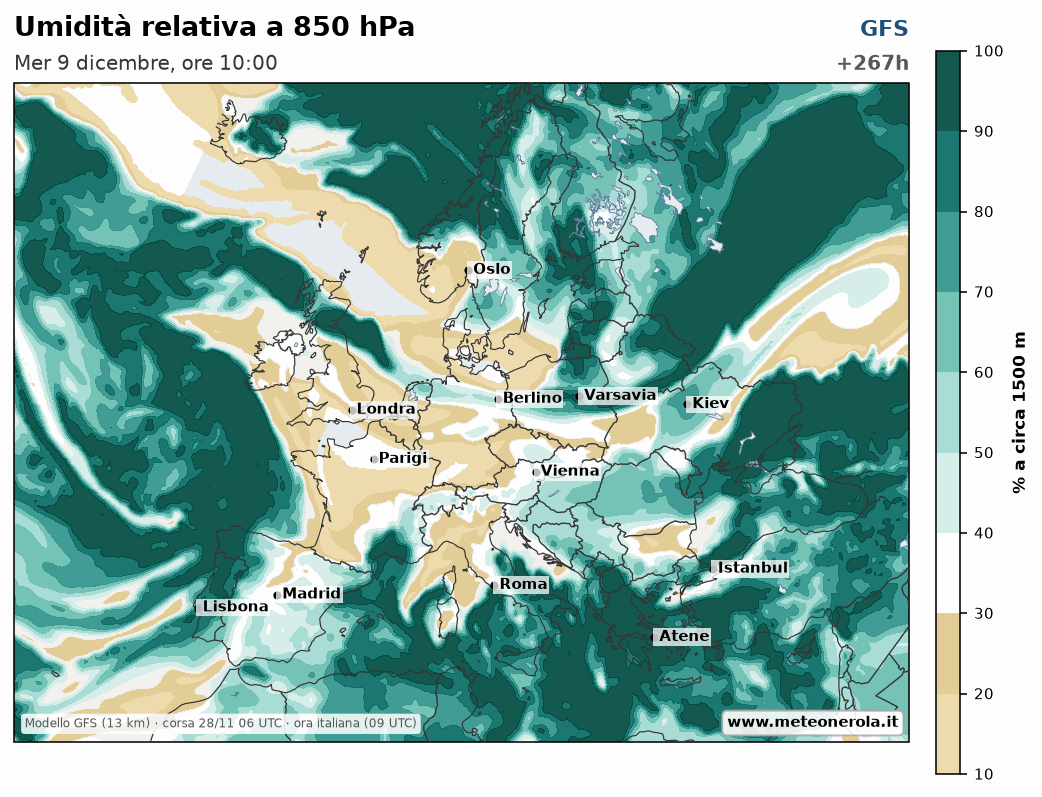 Umidità relativa a 850 hPa
GFS
Mer 9 dicembre, ore 10:00
+267h
100
90
80
70
60
50
40
30
20
10
% a circa 1500 m
Oslo
Berlino
Varsavia
Kiev
Londra
Parigi
Vienna
Istanbul
Roma
Madrid
Lisbona
Atene
Modello GFS (13 km) · corsa 28/11 06 UTC · ora italiana (09 UTC)
www.meteonerola.it